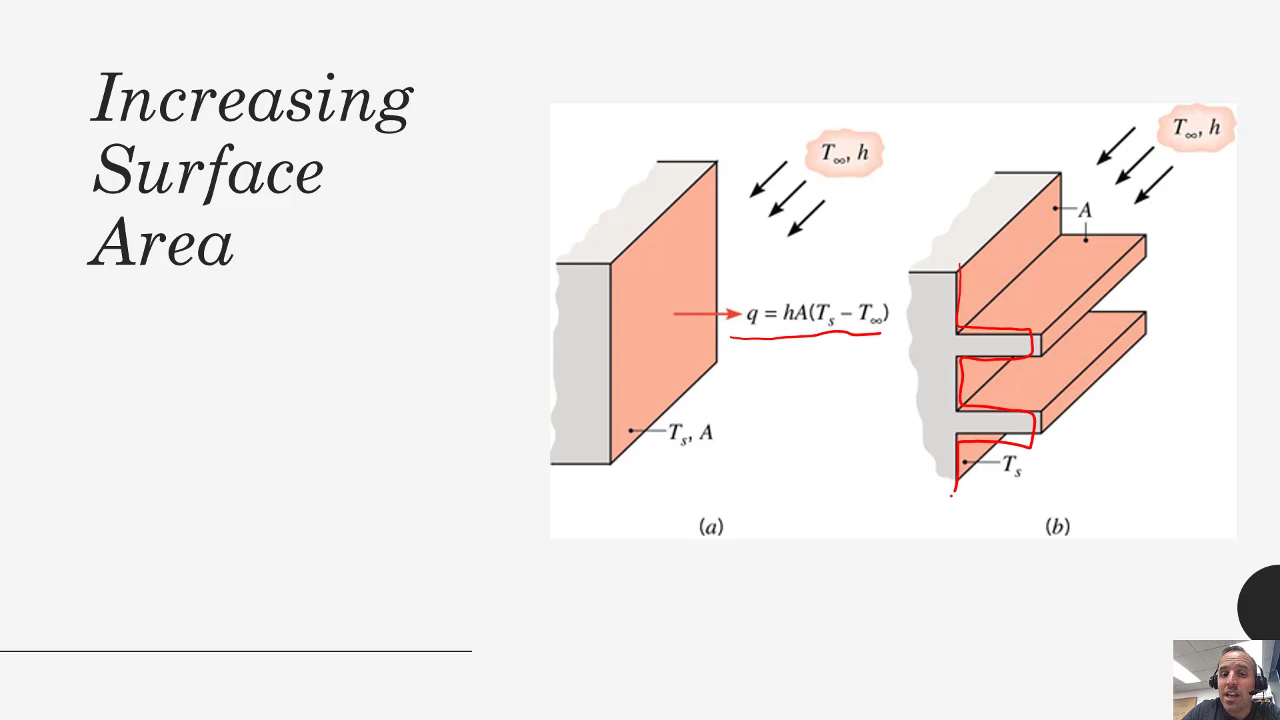 Increasing
Surface
Area
T∞, h
q = hA(Ts − T∞)
Ts, A
(a)
T∞, h
A
Ts
(b)